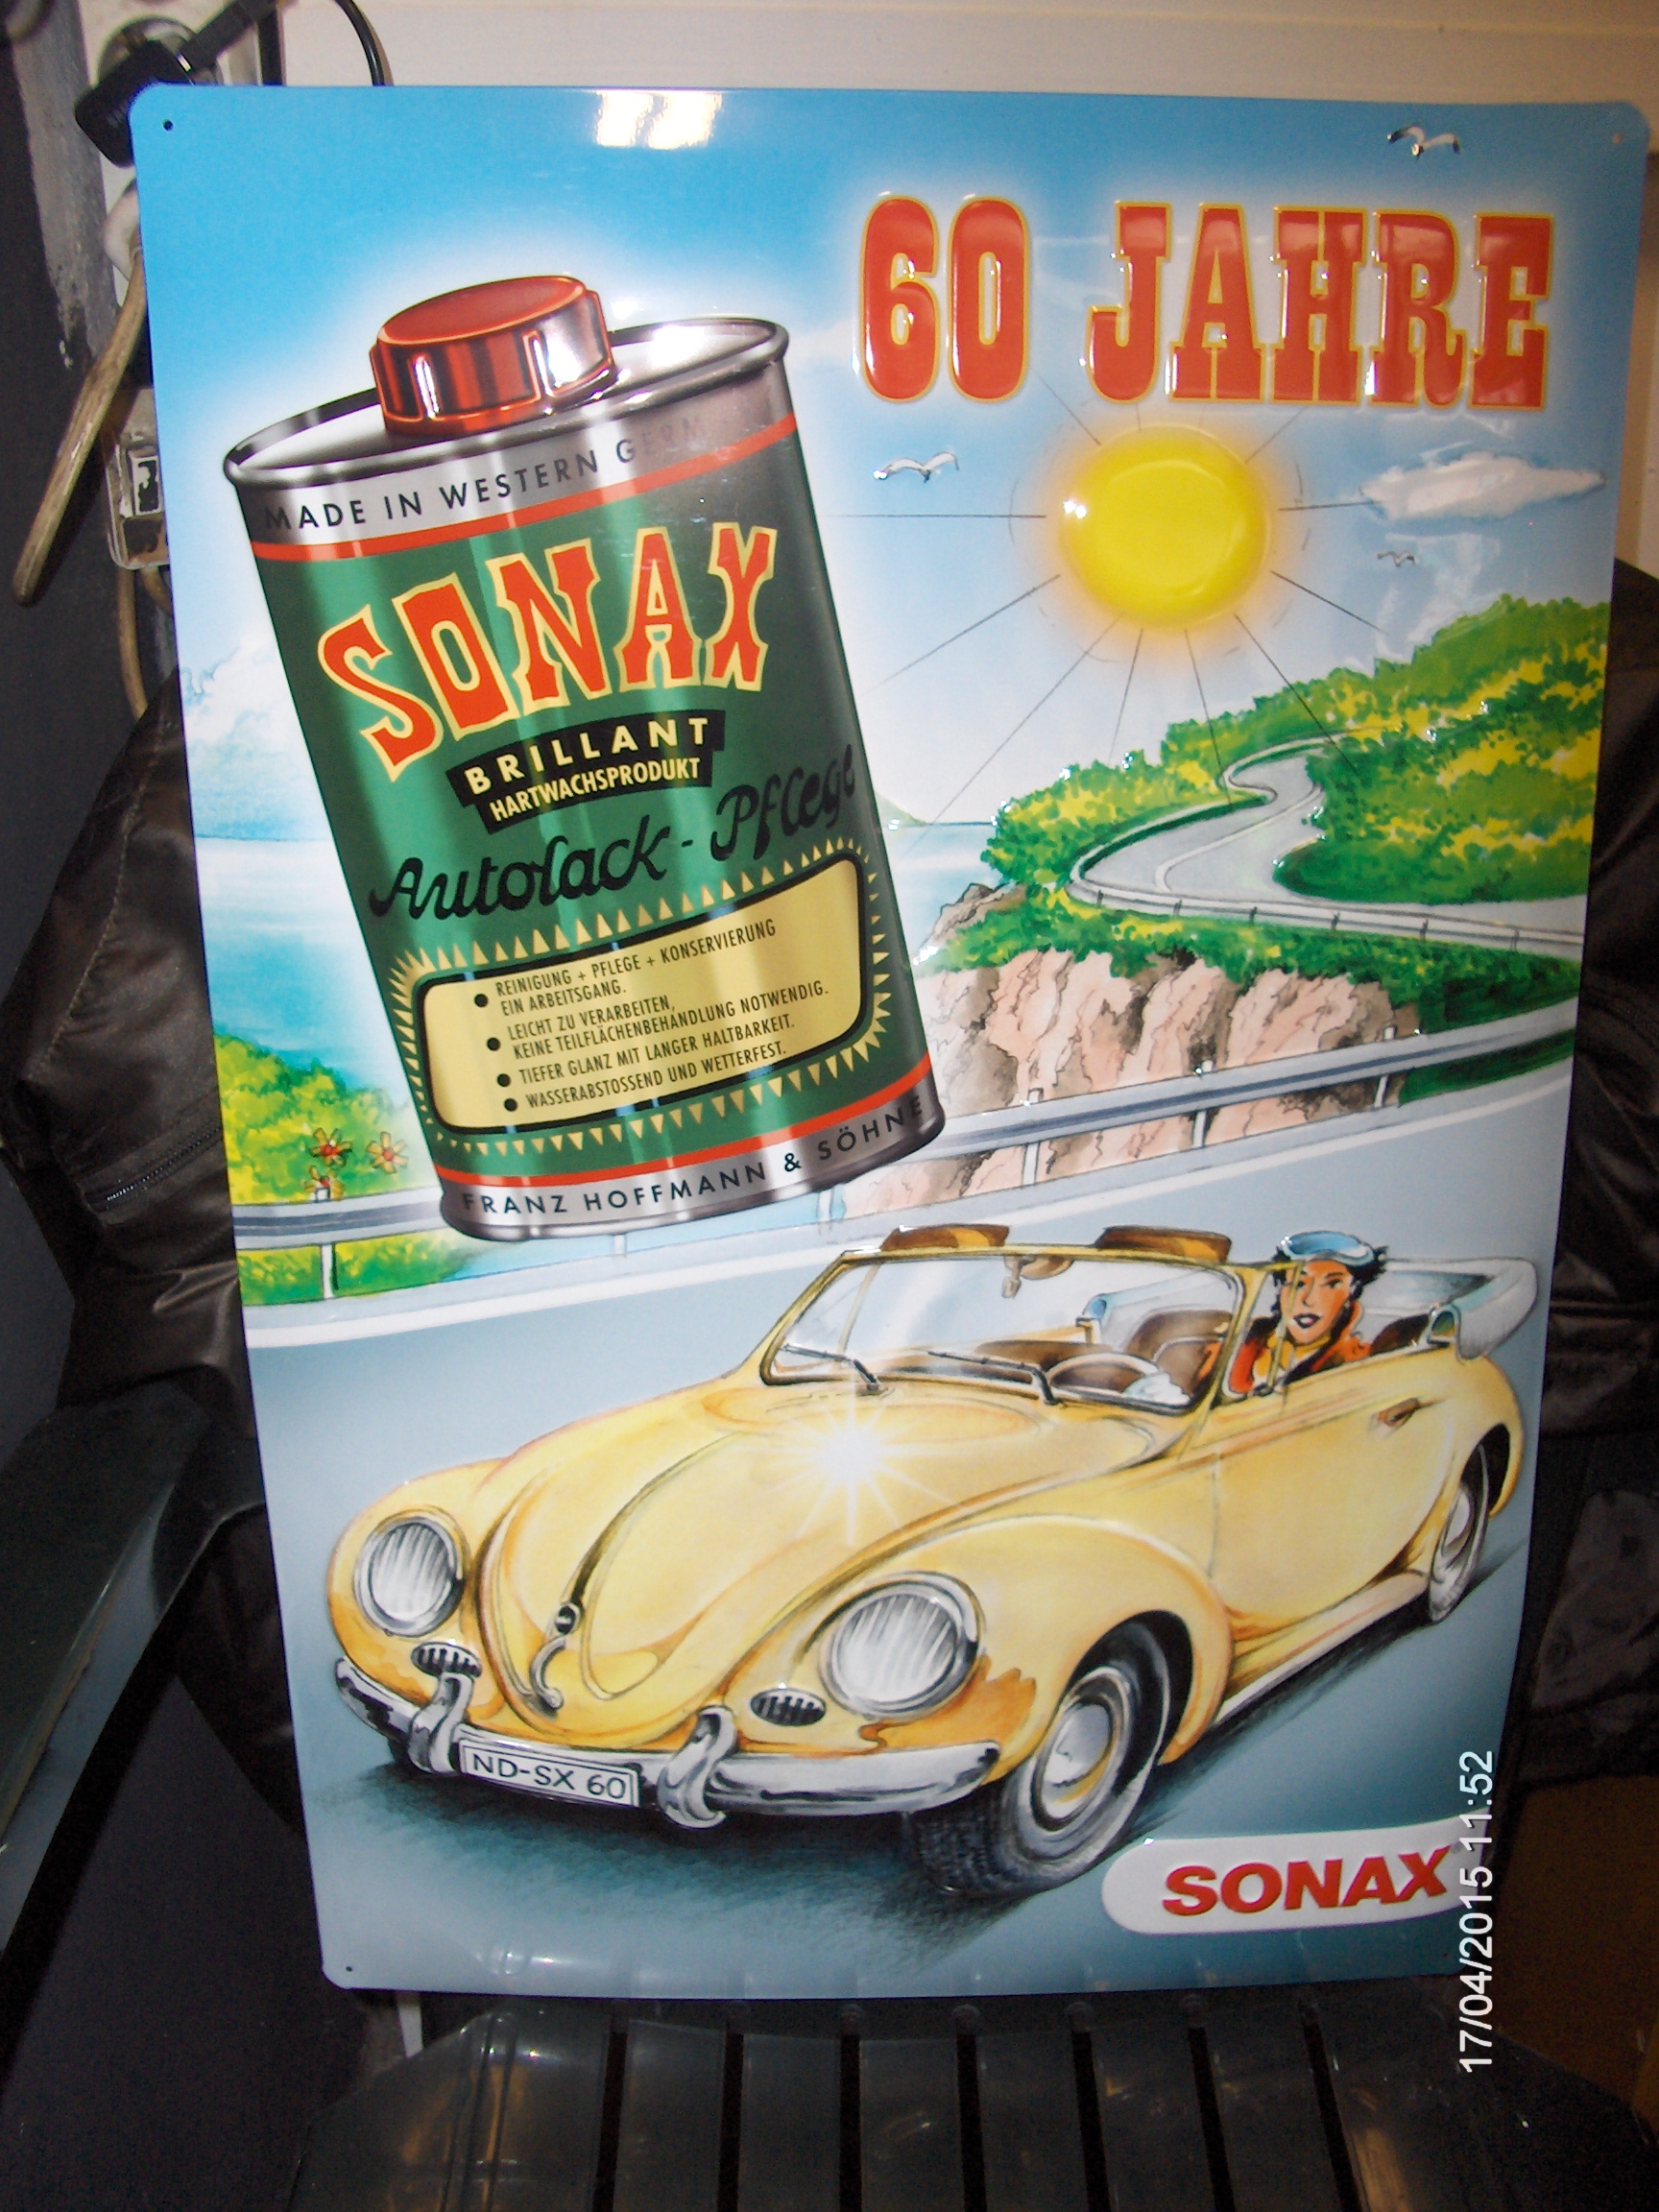 60 JAHRE
MADE IN WESTERN GERM
SONAX
BRILLANT
HARTWACHSPRODUKT
Autolack-Pflege
• REINIGUNG + PFLEGE + KONSERVIERUNG
EIN ARBEITSGANG.
• LEICHT ZU VERARBEITEN,
KEINE TEILFLÄCHENBEHANDLUNG NOTWENDIG.
• TIEFER GLANZ MIT LANGER HALTBARKEIT.
• WASSERABSTOSSEND UND WETTERFEST.
FRANZ HOFFMANN & SÖHNE
ND-SX 60
SONAX
17/04/2015 11:52